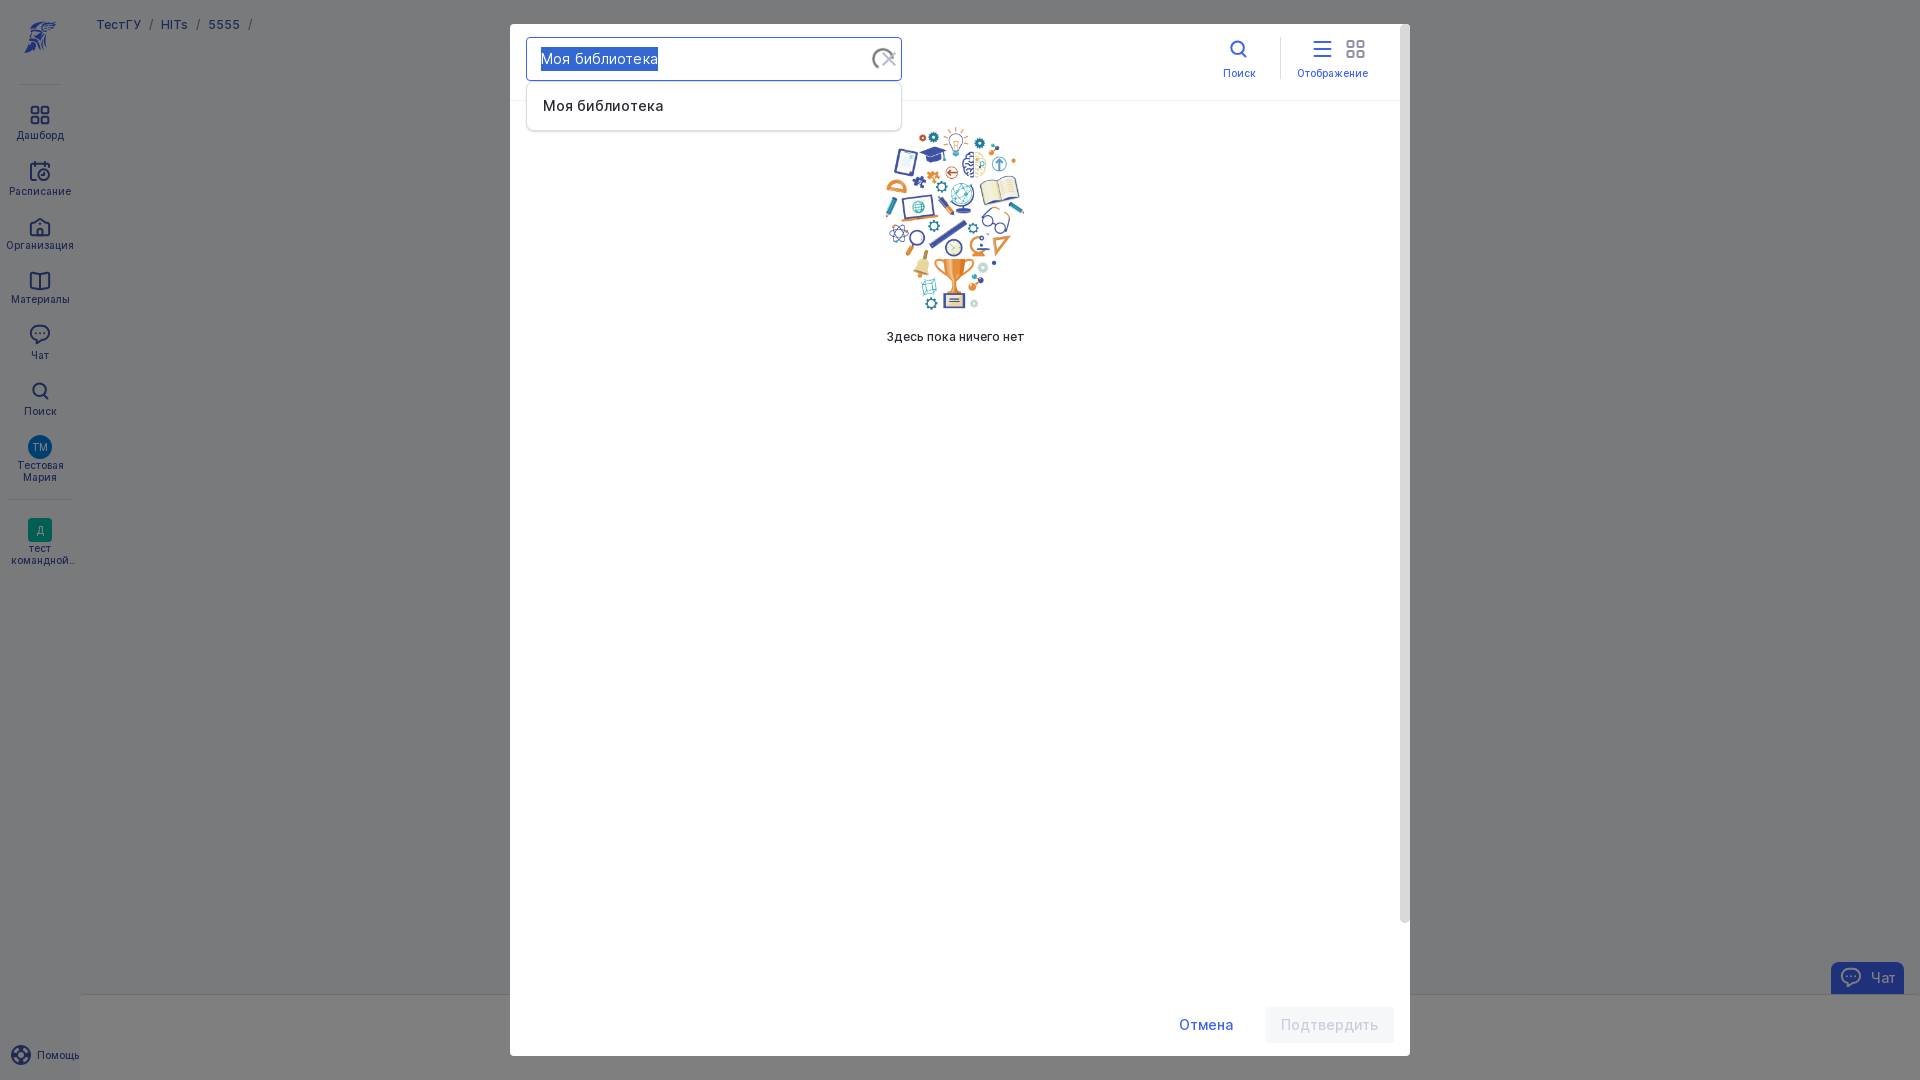 ТестГУ / HITs / 5555 /
Дашборд
Расписание
Организация
Материалы
Чат
Поиск
ТМ
Тестовая
Мария
Д
тест
командной...
Помощь
Моя библиотека
Моя библиотека
Поиск
Отображение
Здесь пока ничего нет
Отмена
Подтвердить
Чат